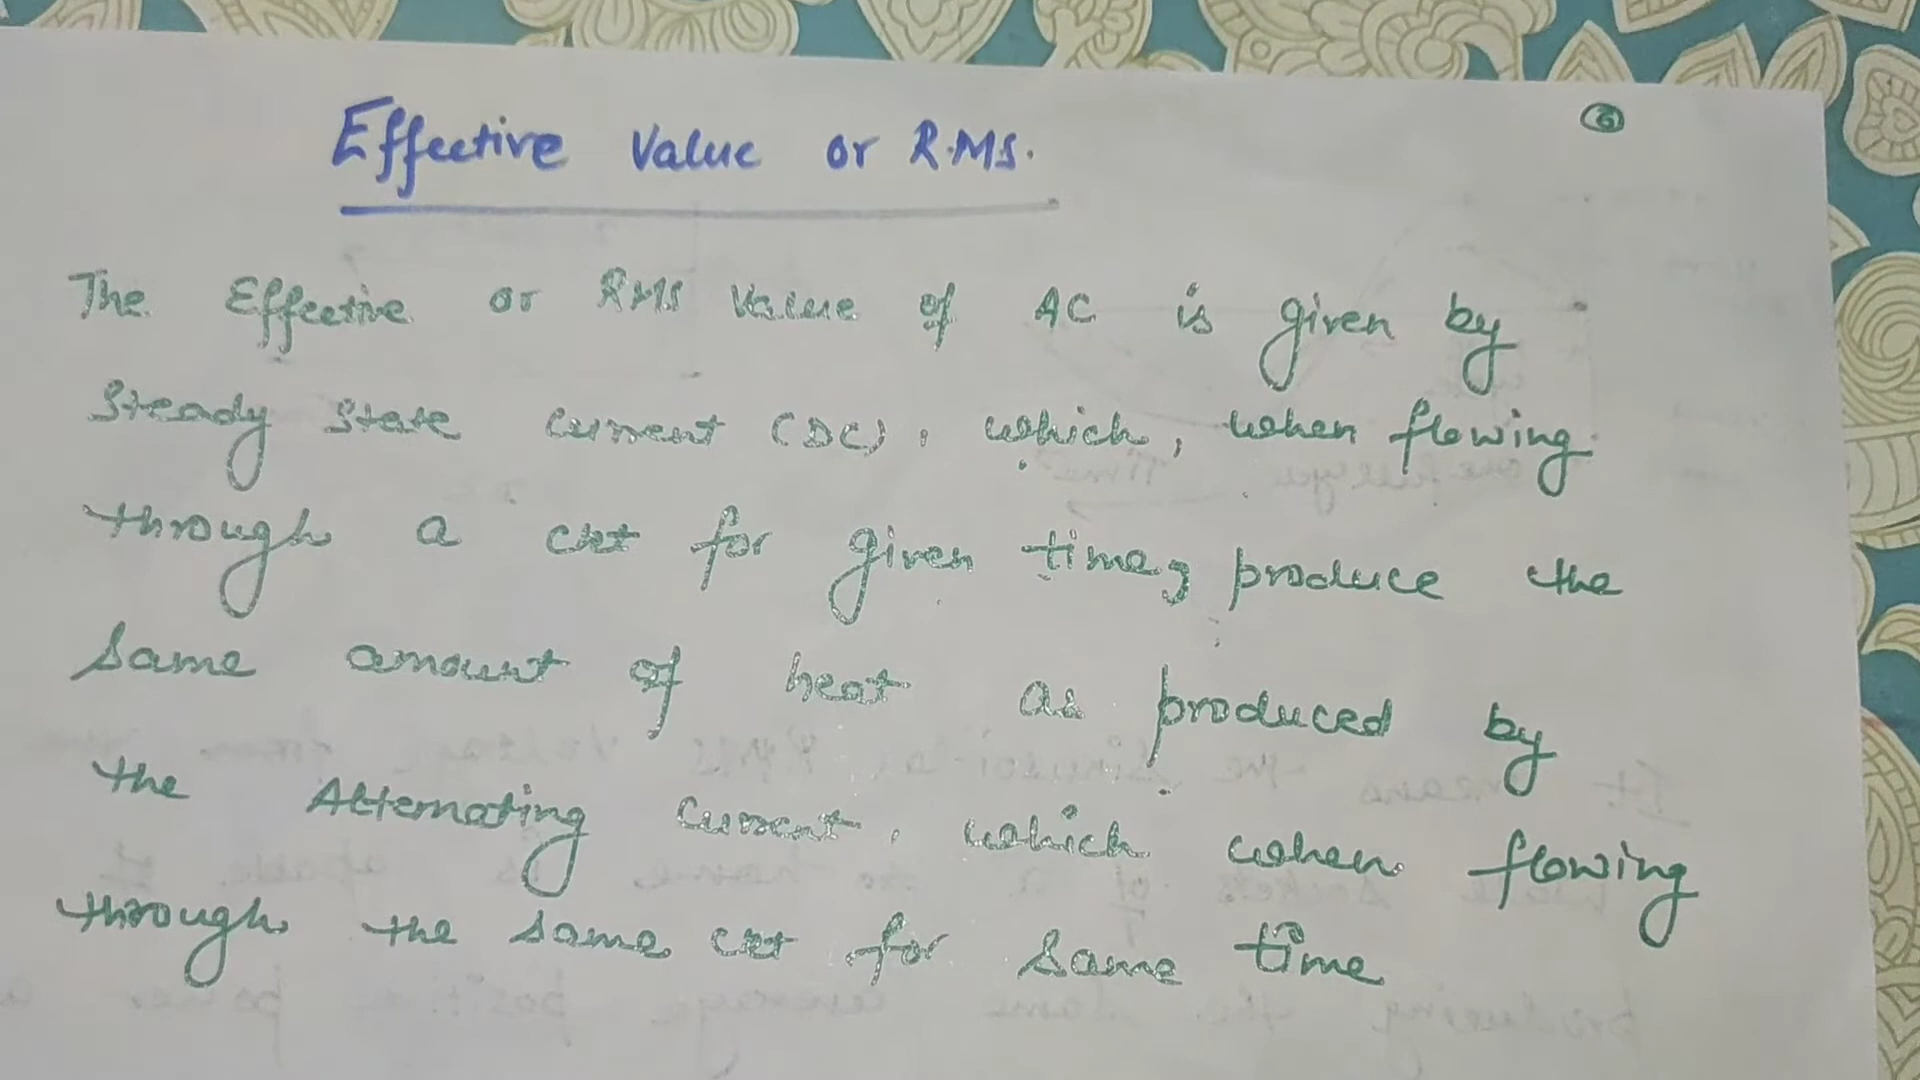 Effective Value or R.M.S.
6
The Effective or RMS Value of AC is given by
Steady State Current (DC), which, when flowing
through a ckt for given time, produce the
Same amount of heat as produced by
the Alternating Current, which when flowing
through the same ckt for Same time